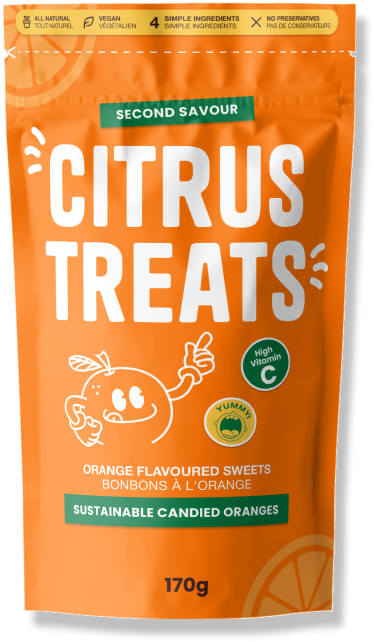 ALL NATURAL
TOUT NATUREL
VEGAN
VÉGÉTALIEN
4 SIMPLE INGREDIENTS
SIMPLE INGREDIENTS
NO PRESERVATIVES
PAS DE CONSERVATEURS
SECOND SAVOUR
CITRUS
TREATS
High
Vitamin
C
YUMMY!
ORANGE FLAVOURED SWEETS
BONBONS À L'ORANGE
SUSTAINABLE CANDIED ORANGES
170g